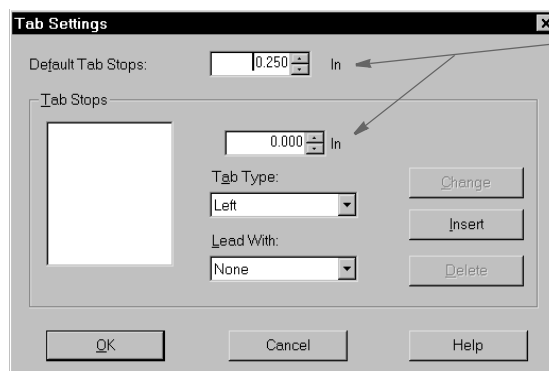 Tab Settings
Default Tab Stops: 0.250 In
Tab Stops
0.000 In
Tab Type:
Change
Left
Insert
Lead With:
None
Delete
OK Cancel Help